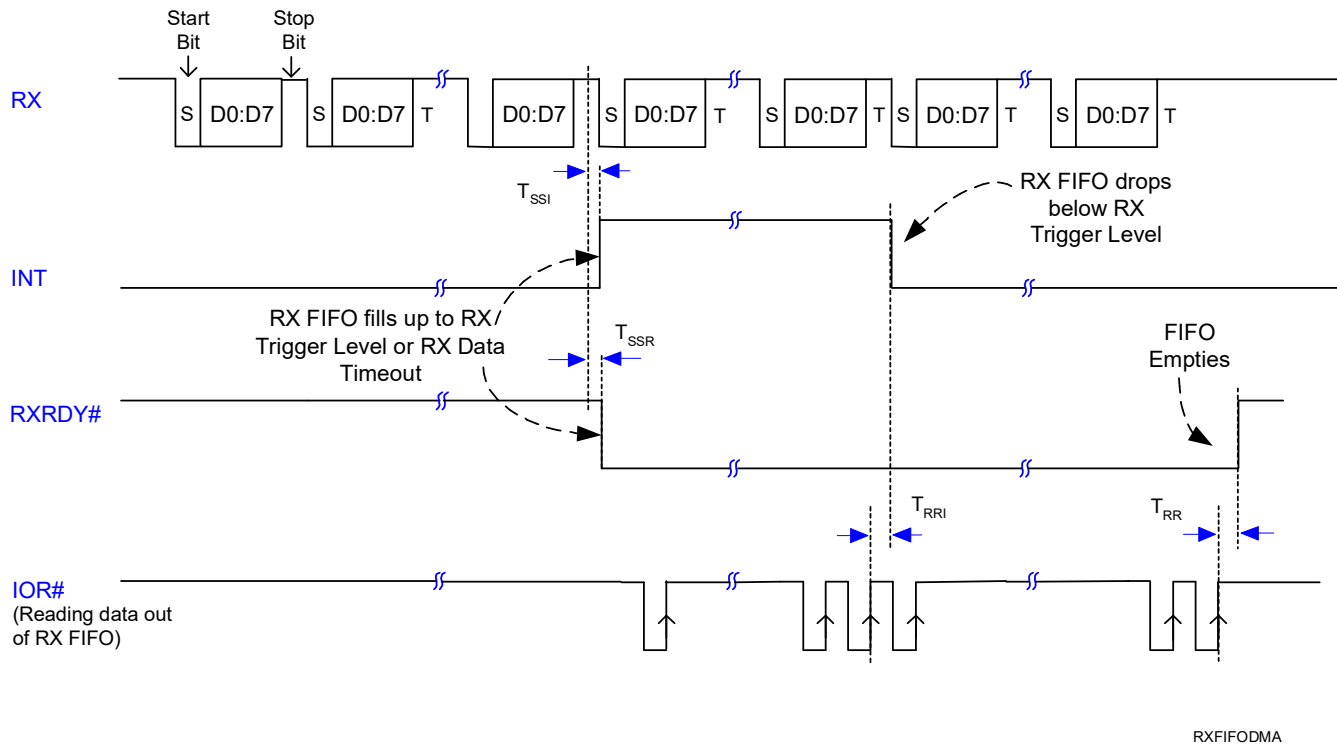 Start
Bit
Stop
Bit
RX
S D0:D7 S D0:D7 T D0:D7 S D0:D7 T S D0:D7 T S D0:D7 T S D0:D7 T
TSSI
RX FIFO drops
below RX
Trigger Level
INT
RX FIFO fills up to RX
Trigger Level or RX Data
Timeout
TSSR
FIFO
Empties
RXRDY#
TRRI
TRR
IOR#
(Reading data out
of RX FIFO)
RXFIFODMA